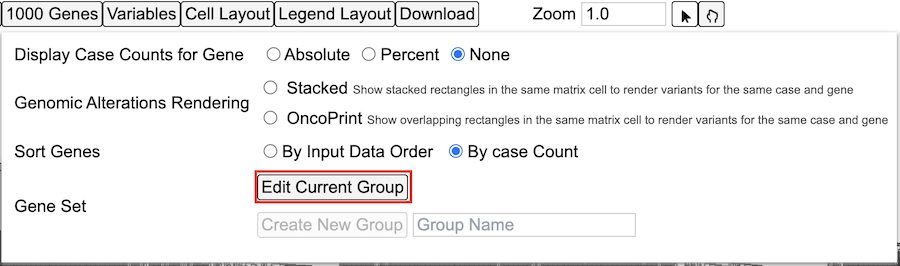 1000 Genes Variables Cell Layout Legend Layout Download Zoom 1.0
Display Case Counts for Gene Absolute Percent None
Stacked Show stacked rectangles in the same matrix cell to render variants for the same case and gene
Genomic Alterations Rendering
OncoPrint Show overlapping rectangles in the same matrix cell to render variants for the same case and gene
Sort Genes By Input Data Order By case Count
Edit Current Group
Gene Set
Create New Group Group Name